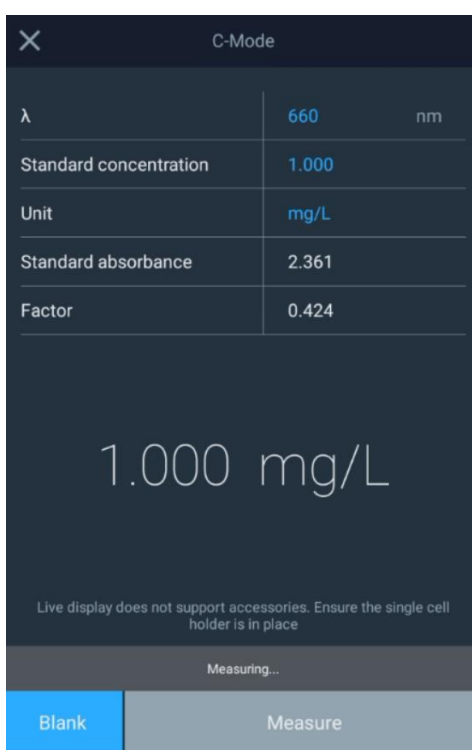 C-Mode
λ 660 nm
Standard concentration 1.000
Unit mg/L
Standard absorbance 2.361
Factor 0.424
1.000 mg/L
Live display does not support accessories. Ensure the single cell
holder is in place
Measuring...
Blank Measure